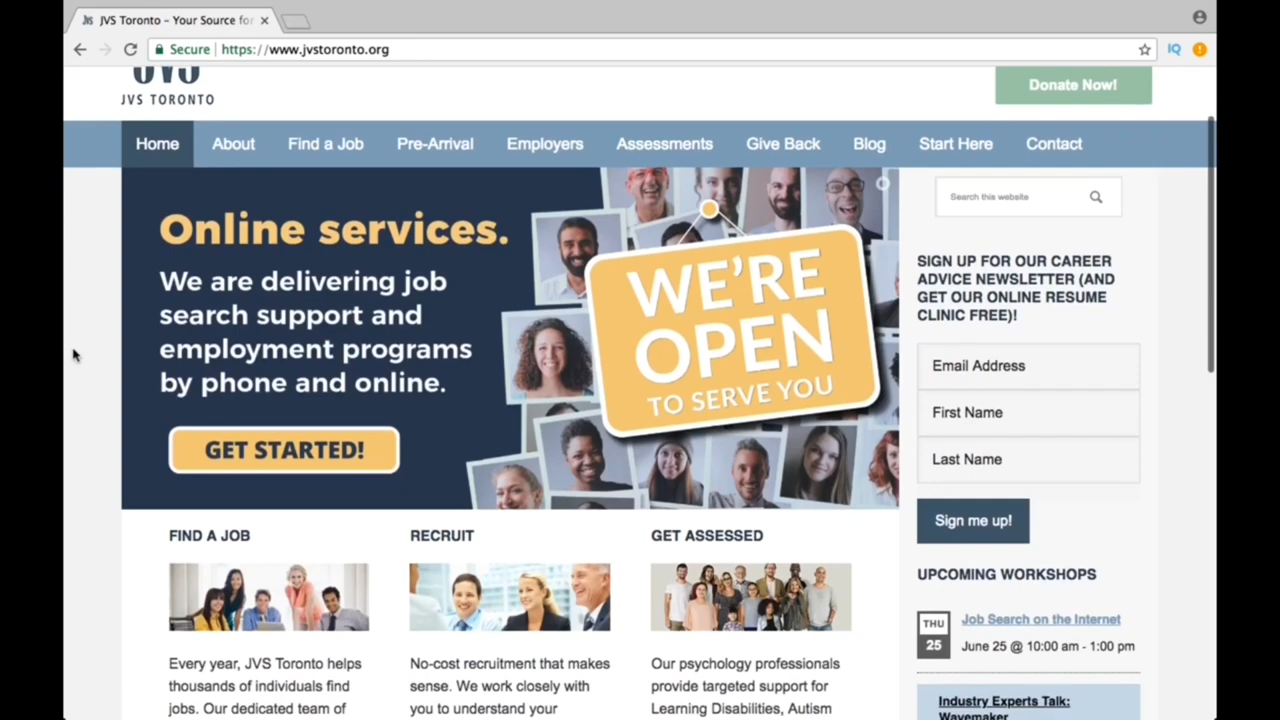 JVS Toronto – Your Source for
Secure
https://www.jvstoronto.org
IQ
JVS
JVS TORONTO
Donate Now!
Home
About
Find a Job
Pre-Arrival
Employers
Assessments
Give Back
Blog
Start Here
Contact
Online services.
We are delivering job
search support and
employment programs
by phone and online.
GET STARTED!
WE'RE
OPEN
TO SERVE YOU
Search this website
SIGN UP FOR OUR CAREER
ADVICE NEWSLETTER (AND
GET OUR ONLINE RESUME
CLINIC FREE)!
Email Address
First Name
Last Name
Sign me up!
UPCOMING WORKSHOPS
THU
25
Job Search on the Internet
June 25 @ 10:00 am - 1:00 pm
Industry Experts Talk:
Wavemaker
FIND A JOB
Every year, JVS Toronto helps
thousands of individuals find
jobs. Our dedicated team of
RECRUIT
No-cost recruitment that makes
sense. We work closely with
you to understand your
GET ASSESSED
Our psychology professionals
provide targeted support for
Learning Disabilities, Autism